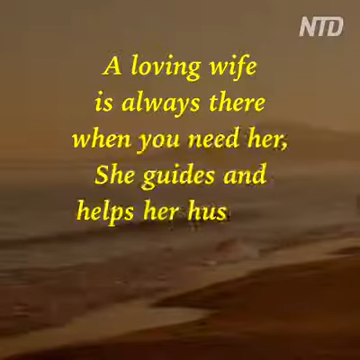 NTD
A loving wife
is always there
when you need her,
She guides and
helps her hus